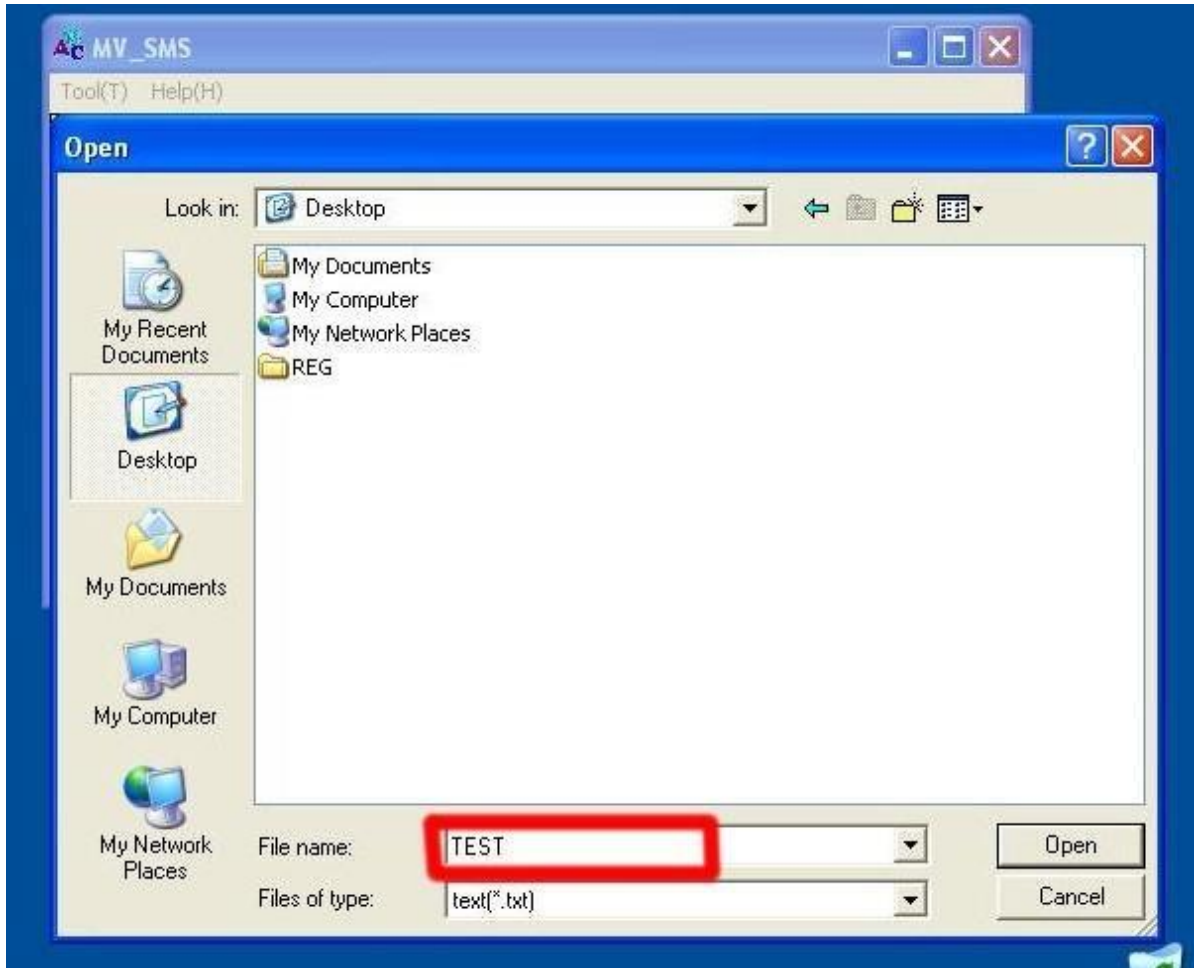 MV_SMS
Tool(T) Help(H)
Open
Look in: Desktop
My Documents
My Computer
My Network Places
REG
My Recent
Documents
Desktop
My Documents
My Computer
My Network
Places
File name: TEST Open
Files of type: text(*.txt) Cancel